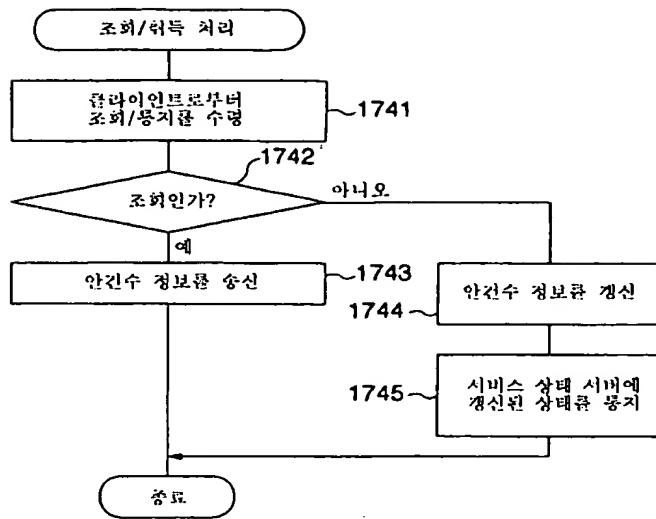 조회/취득 처리
클라이언트로부터
조회/통지를 수령
1741
1742
조회인가?
아니오
예
안건수 정보를 송신
1743
안건수 정보를 갱신
1744
서비스 상태 서버에
갱신된 상태를 통지
1745
종료